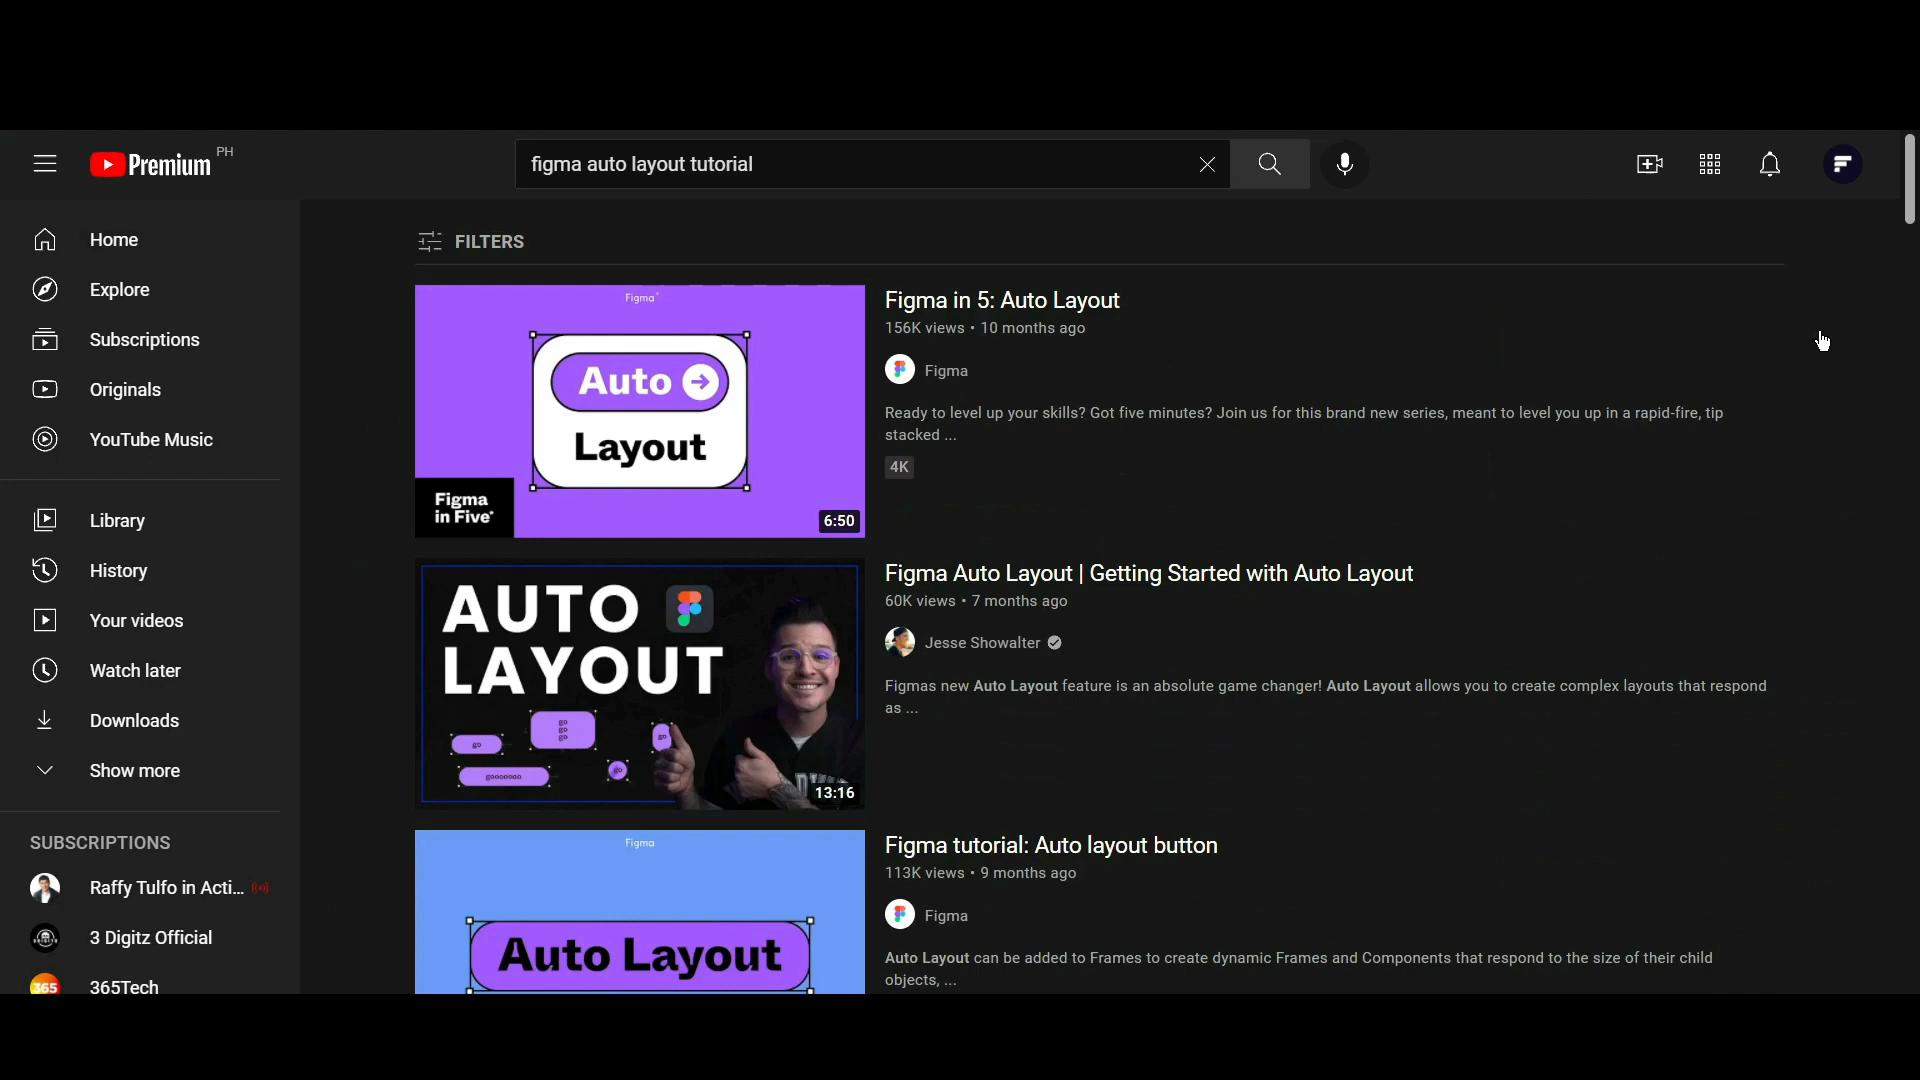 Premium PH
figma auto layout tutorial
Home
Explore
Subscriptions
Originals
YouTube Music
Library
History
Your videos
Watch later
Downloads
Show more
SUBSCRIPTIONS
Raffy Tulfo in Acti...
3 Digitz Official
365
365Tech
FILTERS
Figma
Auto
Layout
Figma
in Five
6:50
Figma in 5: Auto Layout
156K views • 10 months ago
Figma
Ready to level up your skills? Got five minutes? Join us for this brand new series, meant to level you up in a rapid-fire, tip
stacked ...
4K
AUTO
LAYOUT
go
go
go
go
go
gooooooo
go
13:16
Figma Auto Layout | Getting Started with Auto Layout
60K views • 7 months ago
Jesse Showalter
Figmas new Auto Layout feature is an absolute game changer! Auto Layout allows you to create complex layouts that respond
as ...
Figma
Auto Layout
Figma tutorial: Auto layout button
113K views • 9 months ago
Figma
Auto Layout can be added to Frames to create dynamic Frames and Components that respond to the size of their child
objects, ...